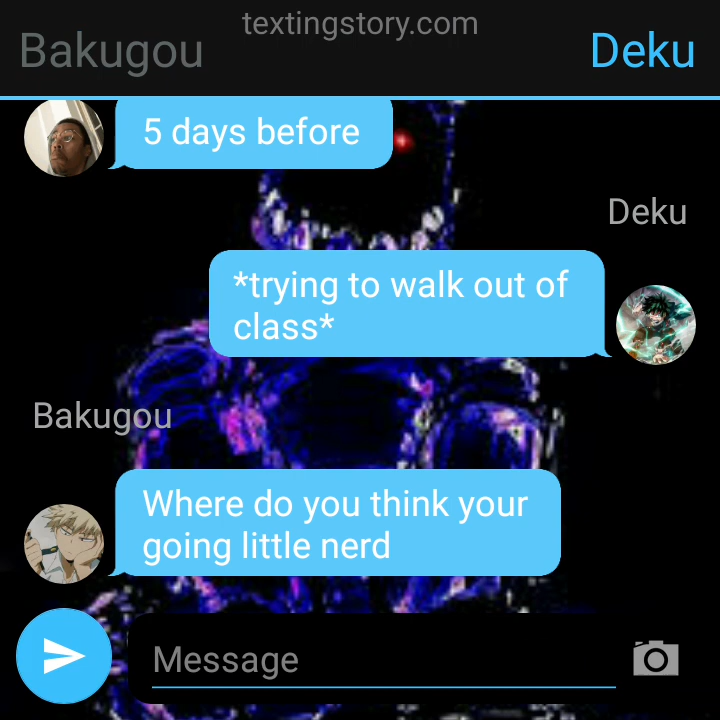 textingstory.com
Bakugou
Deku
5 days before
Deku
*trying to walk out of
class*
Bakugou
Where do you think your
going little nerd
Message